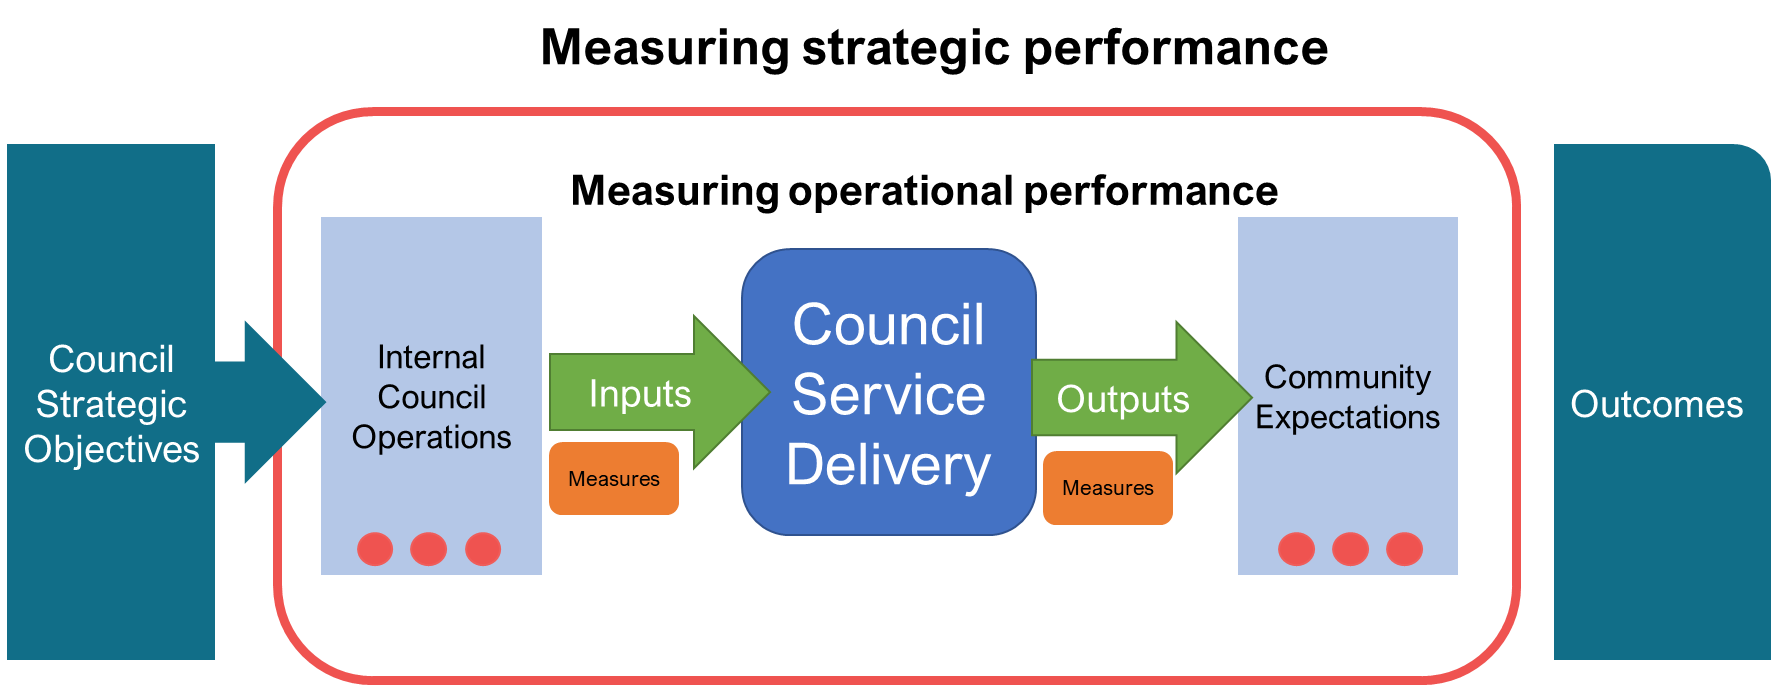 Measuring strategic performance
Measuring operational performance
Council
Strategic
Objectives
Internal
Council
Operations
Inputs
Measures
Council
Service
Delivery
Outputs
Measures
Community
Expectations
Outcomes